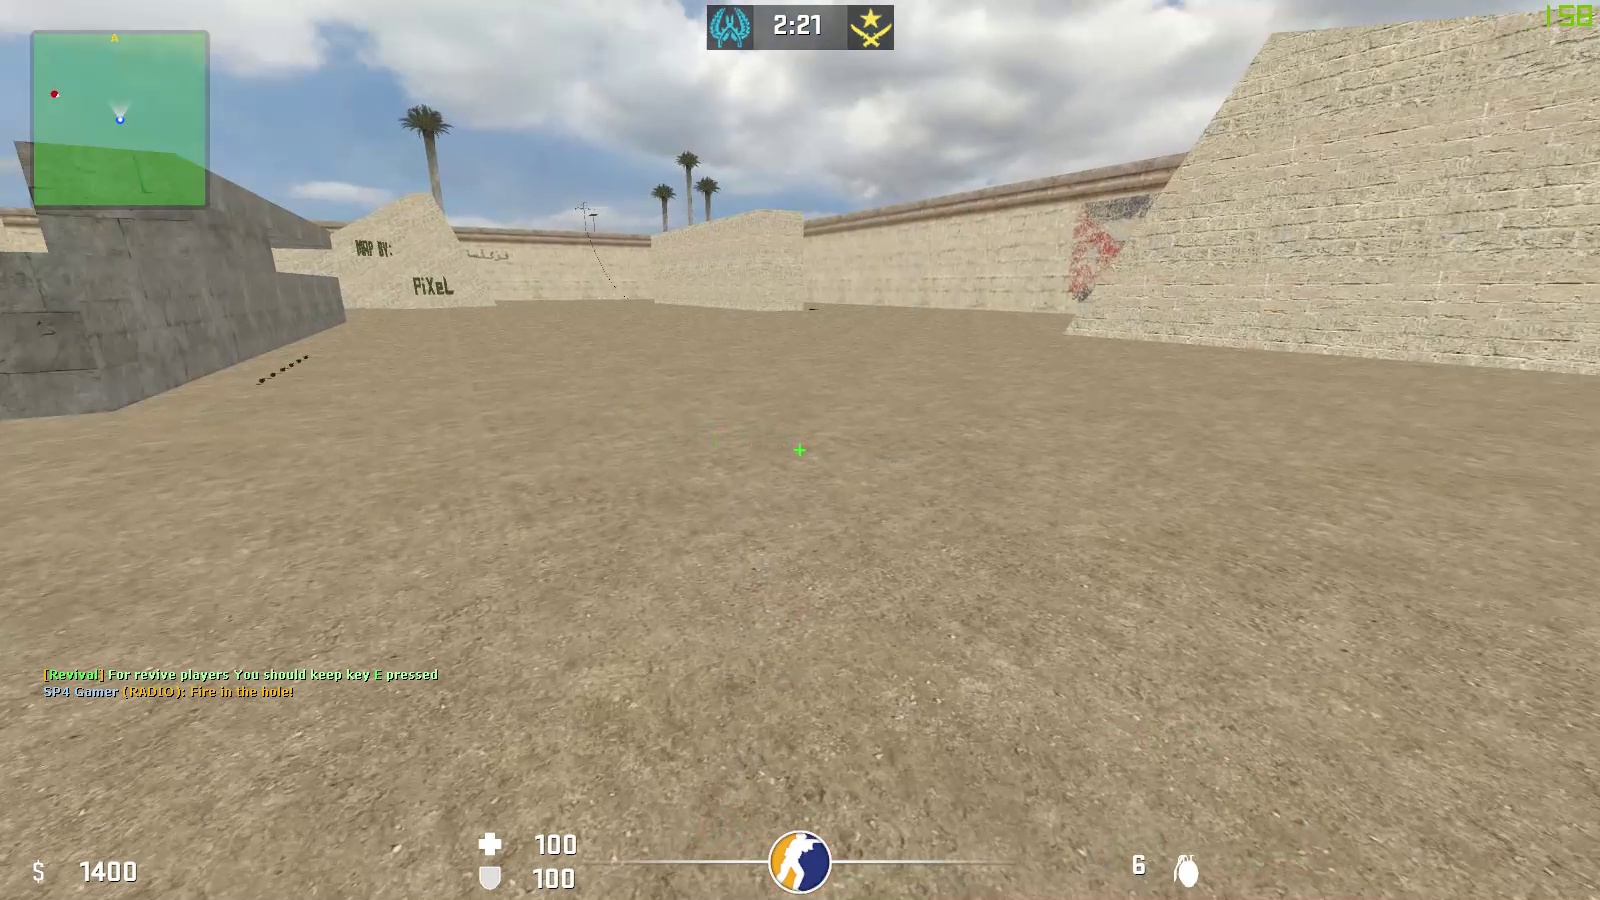 A
2:21
158
MAP BY:
PiXeL
[Revival] For revive players You should keep key E pressed
SP4 Gamer (RADIO): Fire in the hole!
$ 1400
100
100
6